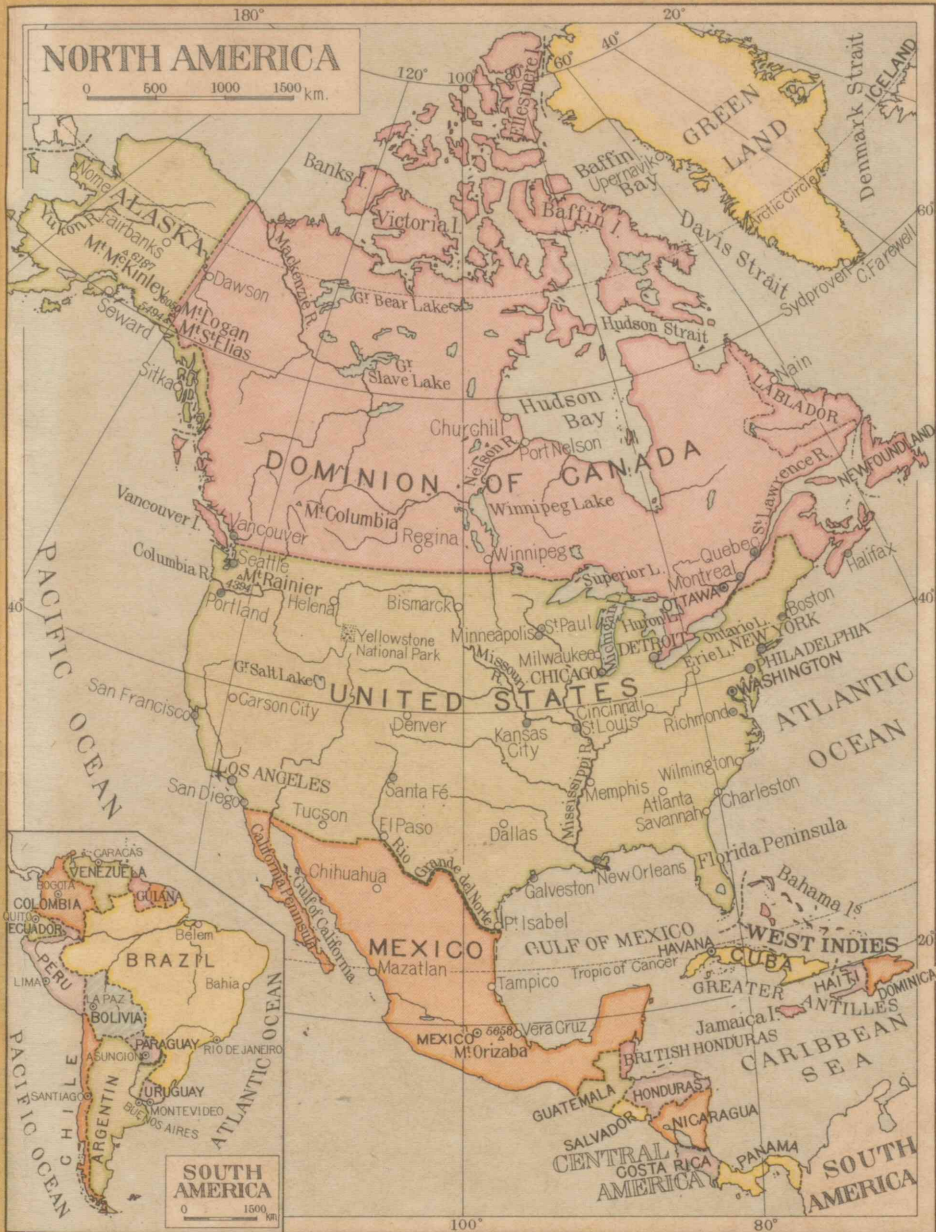 180°
20°
NORTH AMERICA
0 500 1000 1500 km.
120°
100°
80°
60°
40°
Ellesmere I.
GREEN
LAND
Denmark Strait
ICELAND
Banks I.
Baffin
Bay
Upernavik
Nome
ALASKA
Victoria I.
Baffin I.
Arctic Circle
60°
Yukon R.
Fairbanks
Davis Strait
6187
Mt. McKinley
Mackenzie R.
C. Farewell
Sydproven
Dawson
Gr. Bear Lake
5494
Mt. Logan
Mt. St. Elias
Seward
Hudson Strait
Sitka
Gr.
Slave Lake
Nain
Hudson
Bay
LABLADOR
Churchill
Nelson R.
Port Nelson
NEWFOUNDLAND
DOMINION OF CANADA
St. Lawrence R.
Winnipeg Lake
Vancouver I.
Mt. Columbia
Vancouver
Regina
Winnipeg
Quebec
Halifax
Seattle
Columbia R.
Mt. Rainier
4394
Superior L.
Montreal
OTTAWA
PACIFIC OCEAN
40°
Portland
Helena
Bismarck
Minneapolis
St Paul
Michigan
Huron L.
Ontario L.
Boston
40°
DETROIT
Erie L.
NEW YORK
Yellowstone
National Park
Milwaukee
CHICAGO
PHILADELPHIA
WASHINGTON
Missouri
R.
Gr. Salt Lake
UNITED STATES
San Francisco
Carson City
Denver
Kansas
City
Cincinnati
St Louis
Richmond
ATLANTIC
OCEAN
LOS ANGELES
San Diego
Santa Fé
Mississippi R.
Memphis
Wilmington
Atlanta
Savannah
Charleston
Tucson
El Paso
Dallas
Rio Grande del Norte
Florida Peninsula
Chihuahua
California Peninsula
Gulf of California
Galveston
New Orleans
Bahama Is
Pt. Isabel
GULF OF MEXICO
HAVANA
WEST INDIES
20°
MEXICO
CUBA
Mazatlan
Tampico
Tropic of Cancer
GREATER
ANTILLES
HAITI
DOMINICA
MEXICO
5658
Mt. Orizaba
Vera Cruz
Jamaica I.
BRITISH HONDURAS
CARIBBEAN
SEA
GUATEMALA
HONDURAS
SALVADOR
NICARAGUA
CENTRAL
AMERICA
COSTA RICA
PANAMA
SOUTH
AMERICA
100°
80°
CARACAS
VENEZUELA
BOGOTA
COLOMBIA
GUIANA
QUITO
ECUADOR
Belem
BRAZIL
PERU
LIMA
Bahia
LA PAZ
BOLIVIA
PARAGUAY
ASUNCION
RIO DE JANEIRO
SANTIAGO
CHILE
ARGENTIN
URUGUAY
MONTEVIDEO
BUENOS AIRES
PACIFIC OCEAN
ATLANTIC OCEAN
SOUTH
AMERICA
0 1500
km